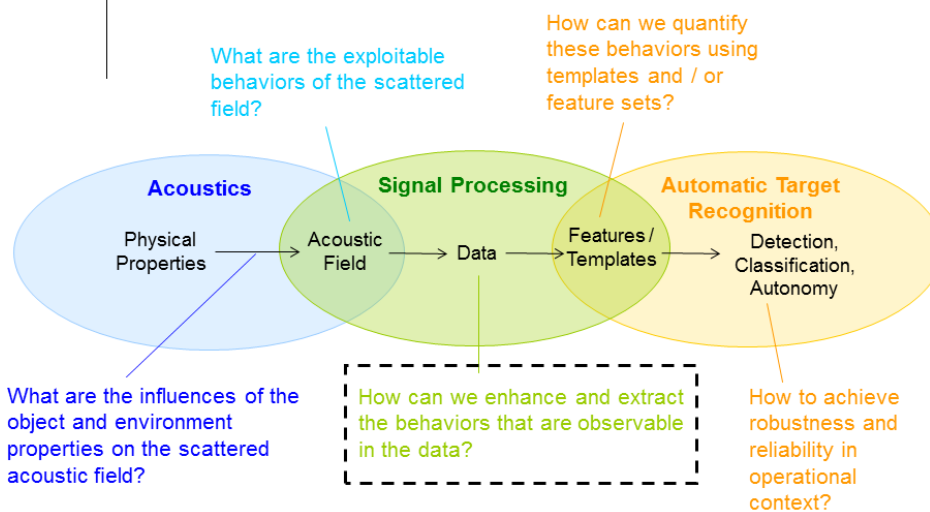 How can we quantify
these behaviors using
templates and / or
feature sets?
What are the exploitable
behaviors of the scattered
field?
Acoustics
Signal Processing
Automatic Target
Recognition
Physical
Properties
Acoustic
Field
Data
Features /
Templates
Detection,
Classification,
Autonomy
What are the influences of the
object and environment
properties on the scattered
acoustic field?
How can we enhance and extract
the behaviors that are observable
in the data?
How to achieve
robustness and
reliability in
operational
context?